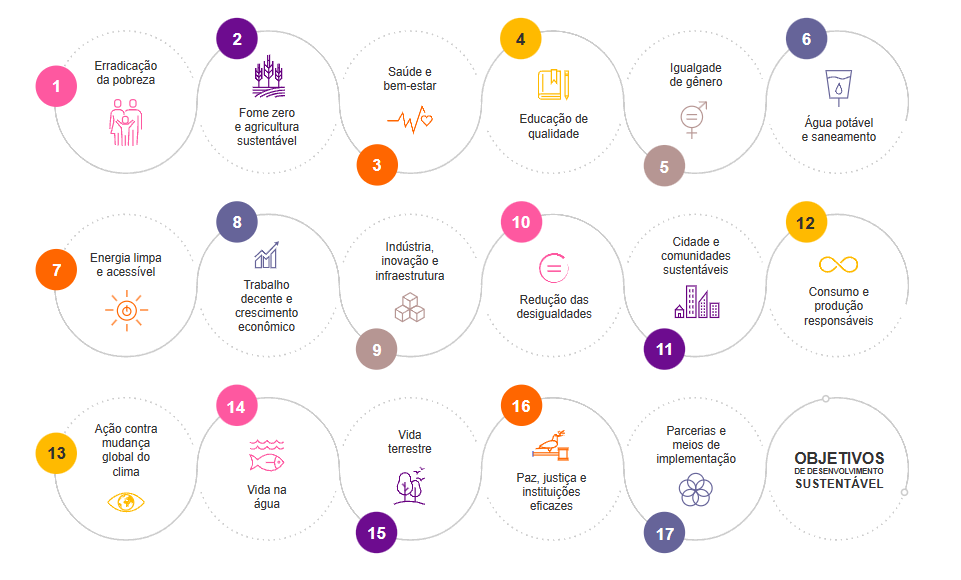 1
Erradicação
da pobreza
2
Fome zero
e agricultura
sustentável
Saúde e
bem-estar
3
4
Educação de
qualidade
Igualgade
de gênero
5
6
Água potável
e saneamento
7
Energia limpa
e acessível
8
Trabalho
decente e
crescimento
econômico
Indústria,
inovação e
infraestrutura
9
10
Redução das
desigualdades
Cidade e
comunidades
sustentáveis
11
12
Consumo e
produção
responsáveis
13
Ação contra
mudança
global do
clima
14
Vida na
água
Vida
terrestre
15
16
Paz, justiça e
instituições
eficazes
Parcerias e
meios de
implementação
17
OBJETIVOS
DE DESENVOLVIMENTO
SUSTENTÁVEL